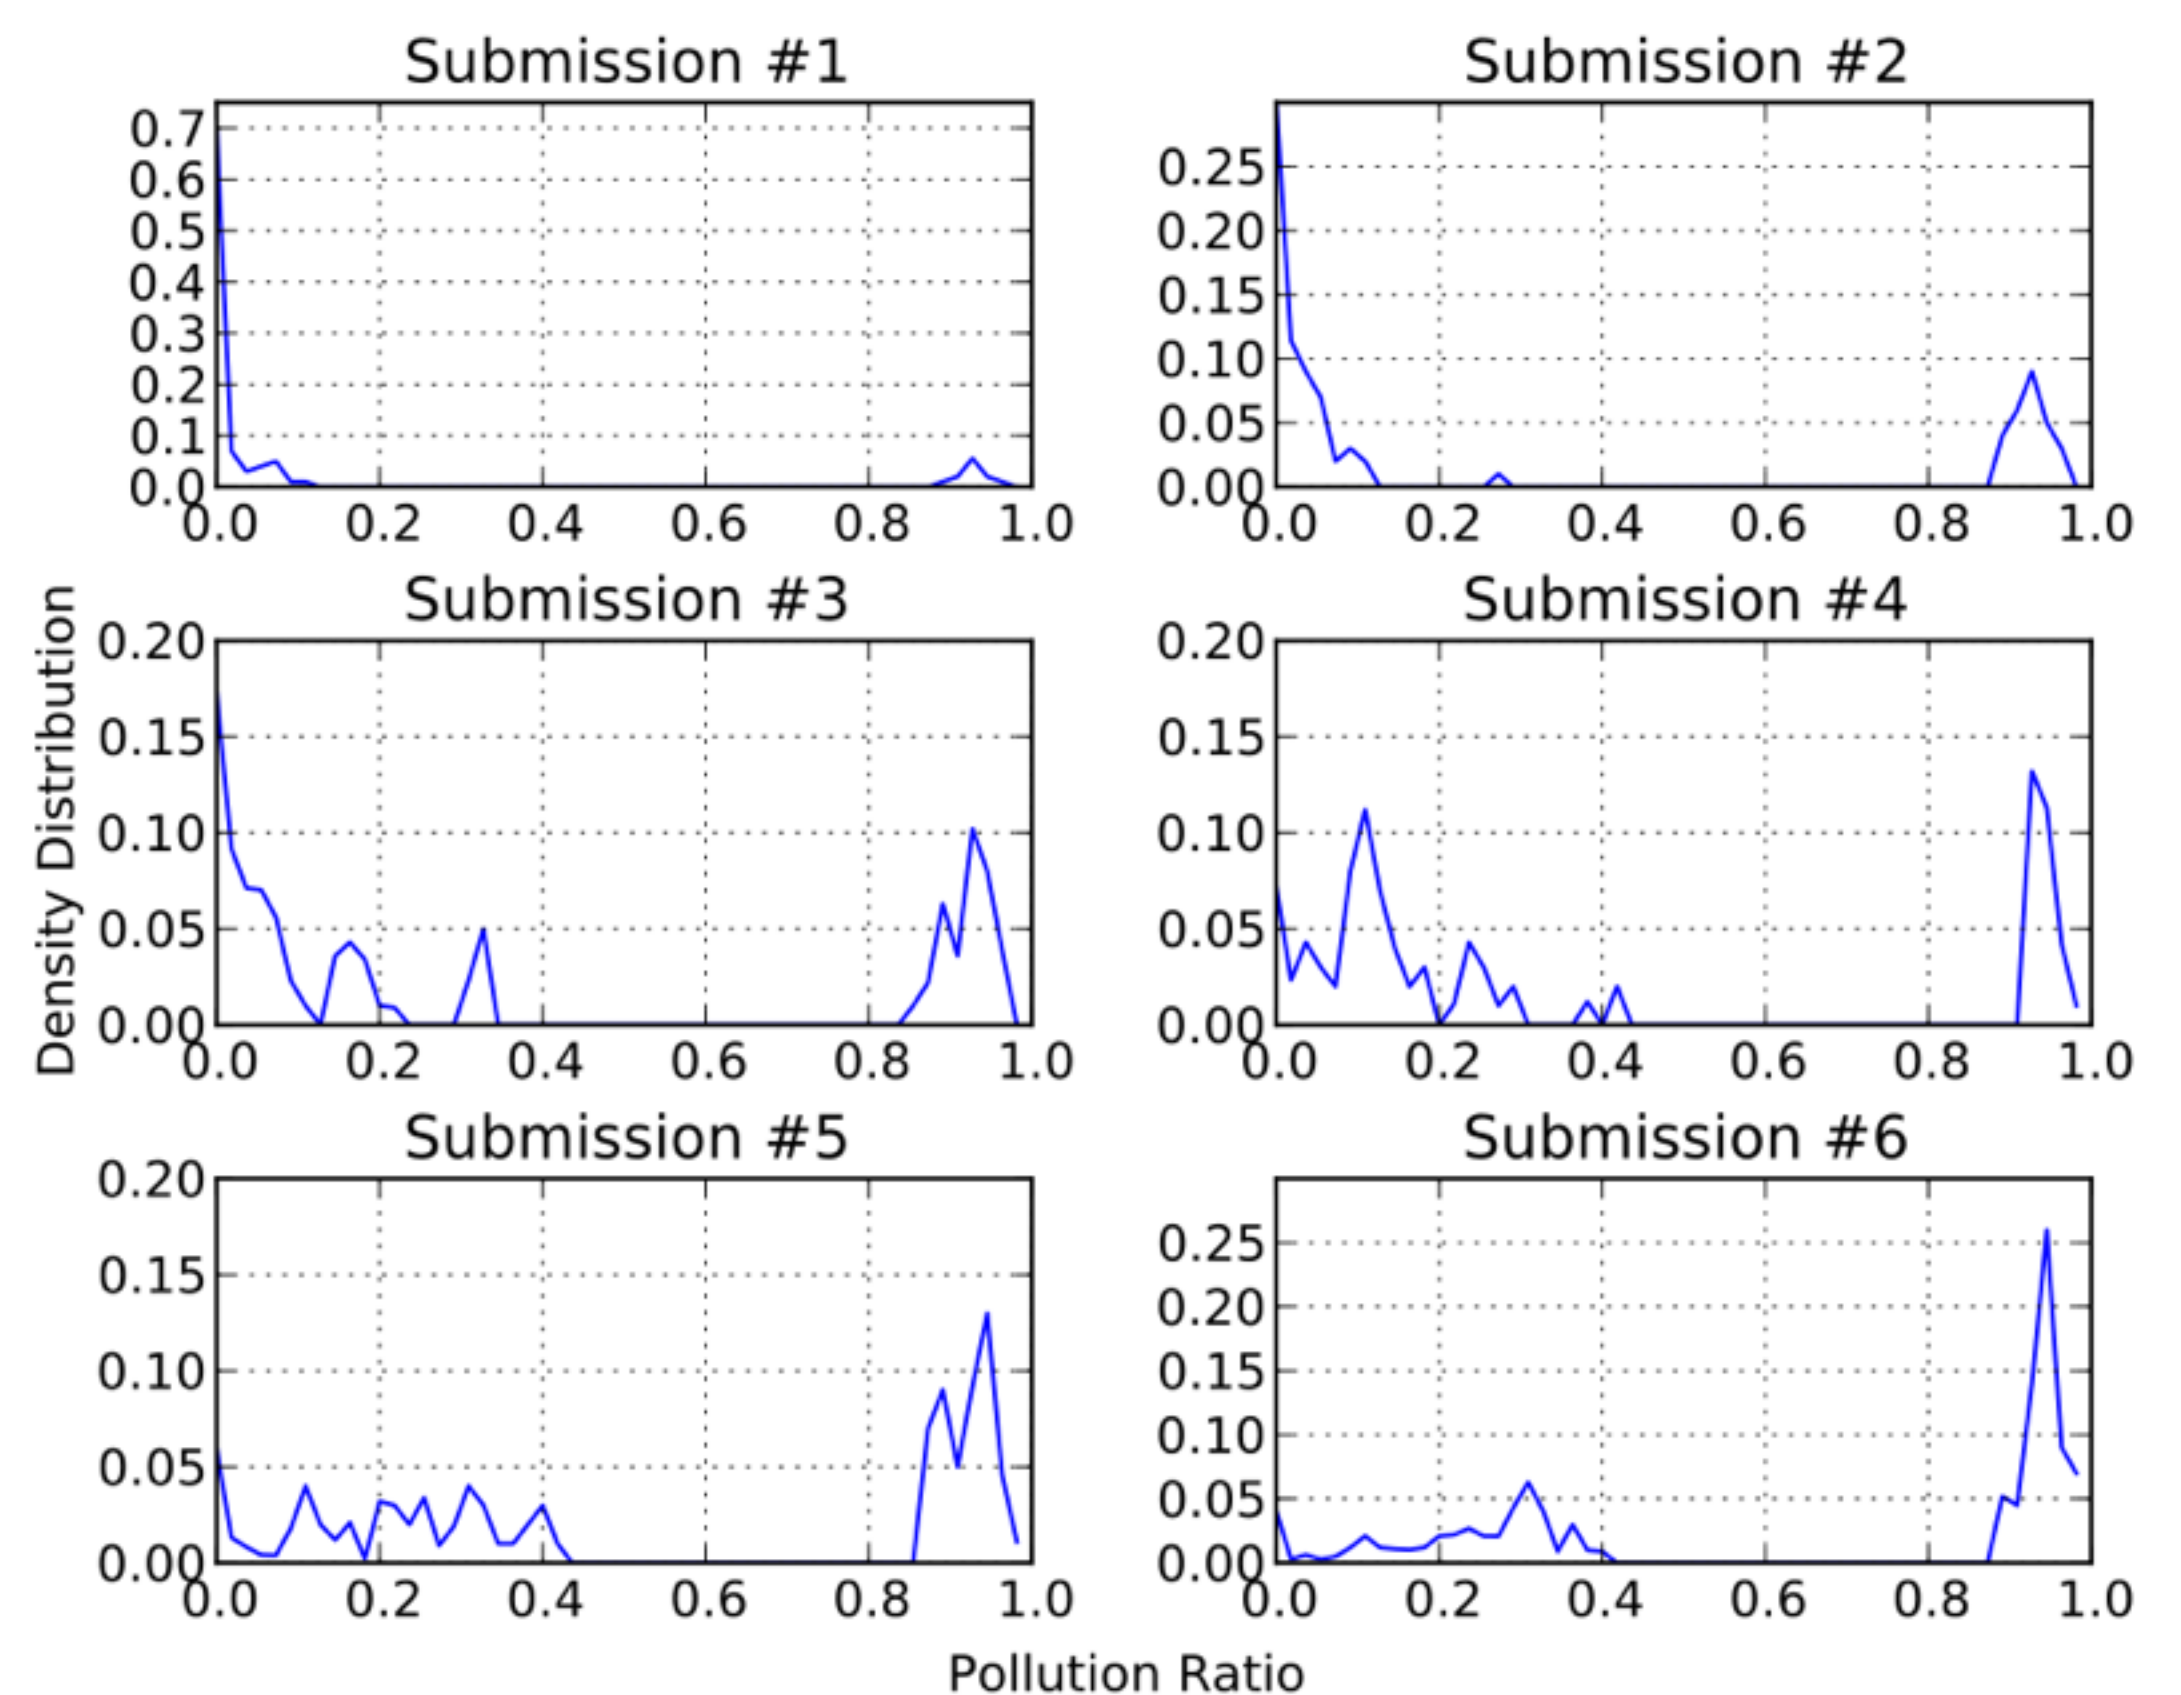 Submission #1
0.7
0.6
0.5
0.4
0.3
0.2
0.1
0.0
0.0 0.2 0.4 0.6 0.8 1.0
Submission #2
0.25
0.20
0.15
0.10
0.05
0.00
0.0 0.2 0.4 0.6 0.8 1.0
Density Distribution
Submission #3
0.20
0.15
0.10
0.05
0.00
0.0 0.2 0.4 0.6 0.8 1.0
Submission #4
0.20
0.15
0.10
0.05
0.00
0.0 0.2 0.4 0.6 0.8 1.0
Submission #5
0.20
0.15
0.10
0.05
0.00
0.0 0.2 0.4 0.6 0.8 1.0
Submission #6
0.25
0.20
0.15
0.10
0.05
0.00
0.0 0.2 0.4 0.6 0.8 1.0
Pollution Ratio